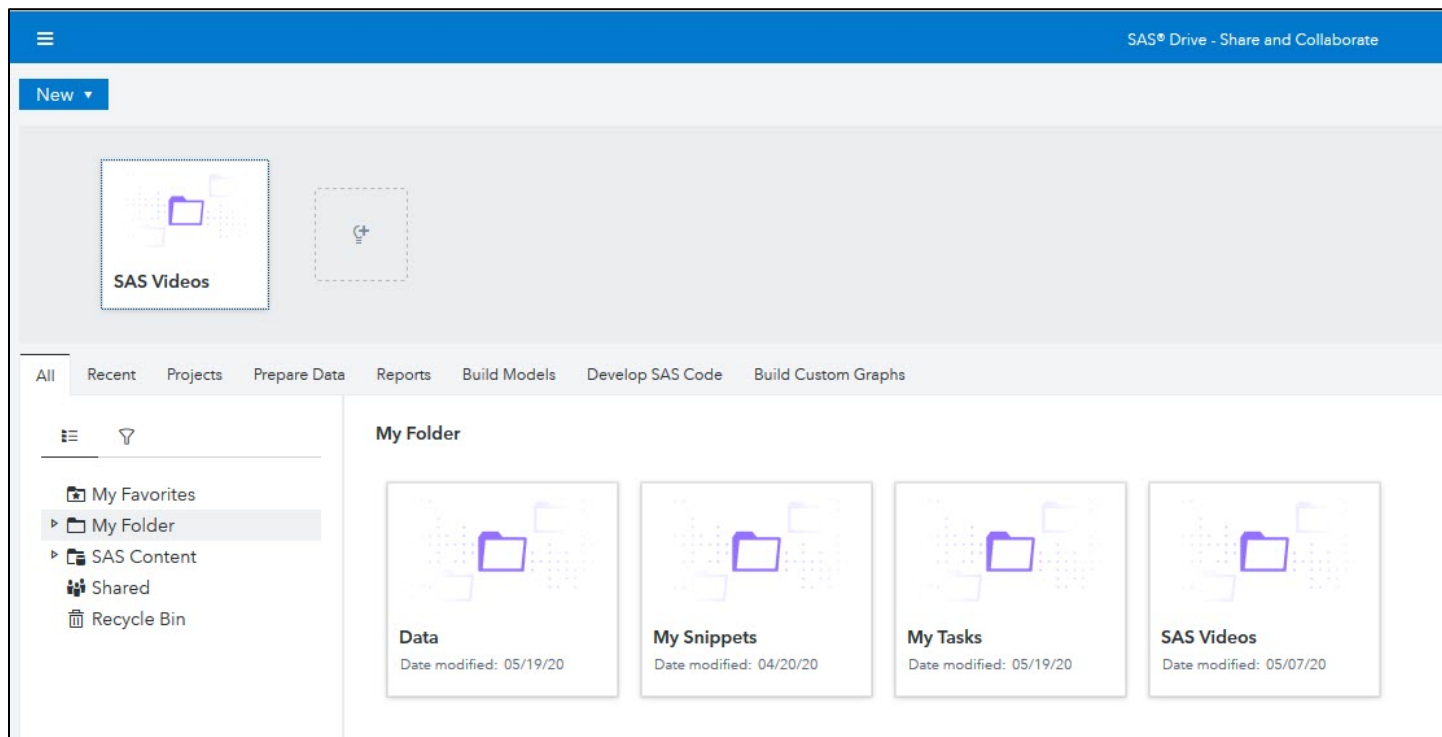 SAS® Drive - Share and Collaborate
New
SAS Videos
All Recent Projects Prepare Data Reports Build Models Develop SAS Code Build Custom Graphs
My Favorites
My Folder
SAS Content
Shared
Recycle Bin
My Folder
Data
Date modified: 05/19/20
My Snippets
Date modified: 04/20/20
My Tasks
Date modified: 05/19/20
SAS Videos
Date modified: 05/07/20